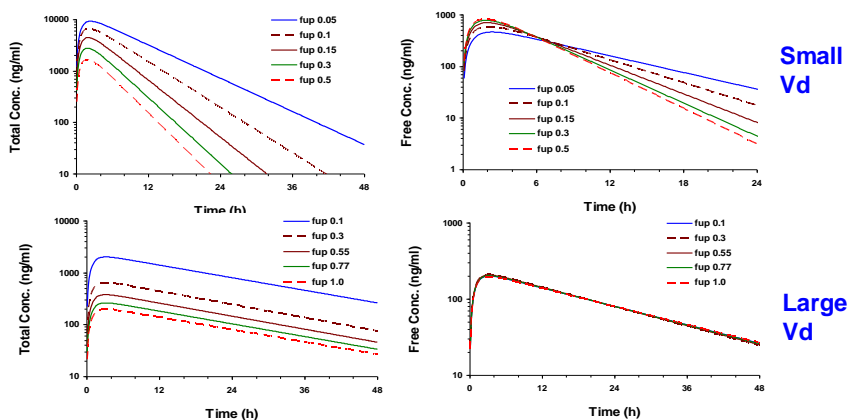 10000
1000
100
10
0
12
24
36
48
Total Conc. (ng/ml)
Time (h)
fup 0.05
fup 0.1
fup 0.15
fup 0.3
fup 0.5
1000
100
10
1
0
6
12
18
24
Free Conc. (ng/ml)
Time (h)
fup 0.05
fup 0.1
fup 0.15
fup 0.3
fup 0.5
Small
Vd
10000
1000
100
10
0
12
24
36
48
Total Conc. (ng/ml)
Time (h)
fup 0.1
fup 0.3
fup 0.55
fup 0.77
fup 1.0
1000
100
10
0
12
24
36
48
Free Conc. (ng/ml)
Time (h)
fup 0.1
fup 0.3
fup 0.55
fup 0.77
fup 1.0
Large
Vd